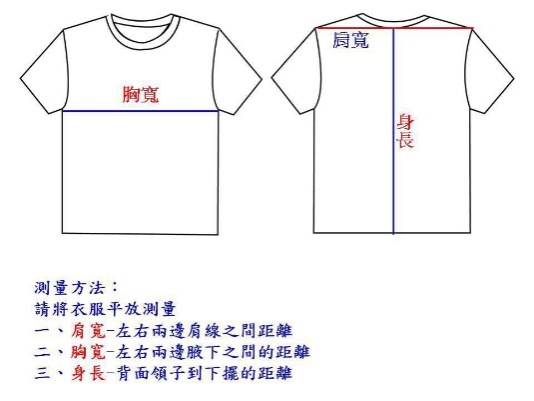 胸寬
肩寬
身長
測量方法：
請將衣服平放測量
一、肩寬-左右兩邊肩線之間距離
二、胸寬-左右兩邊腋下之間的距離
三、身長-背面領子到下擺的距離